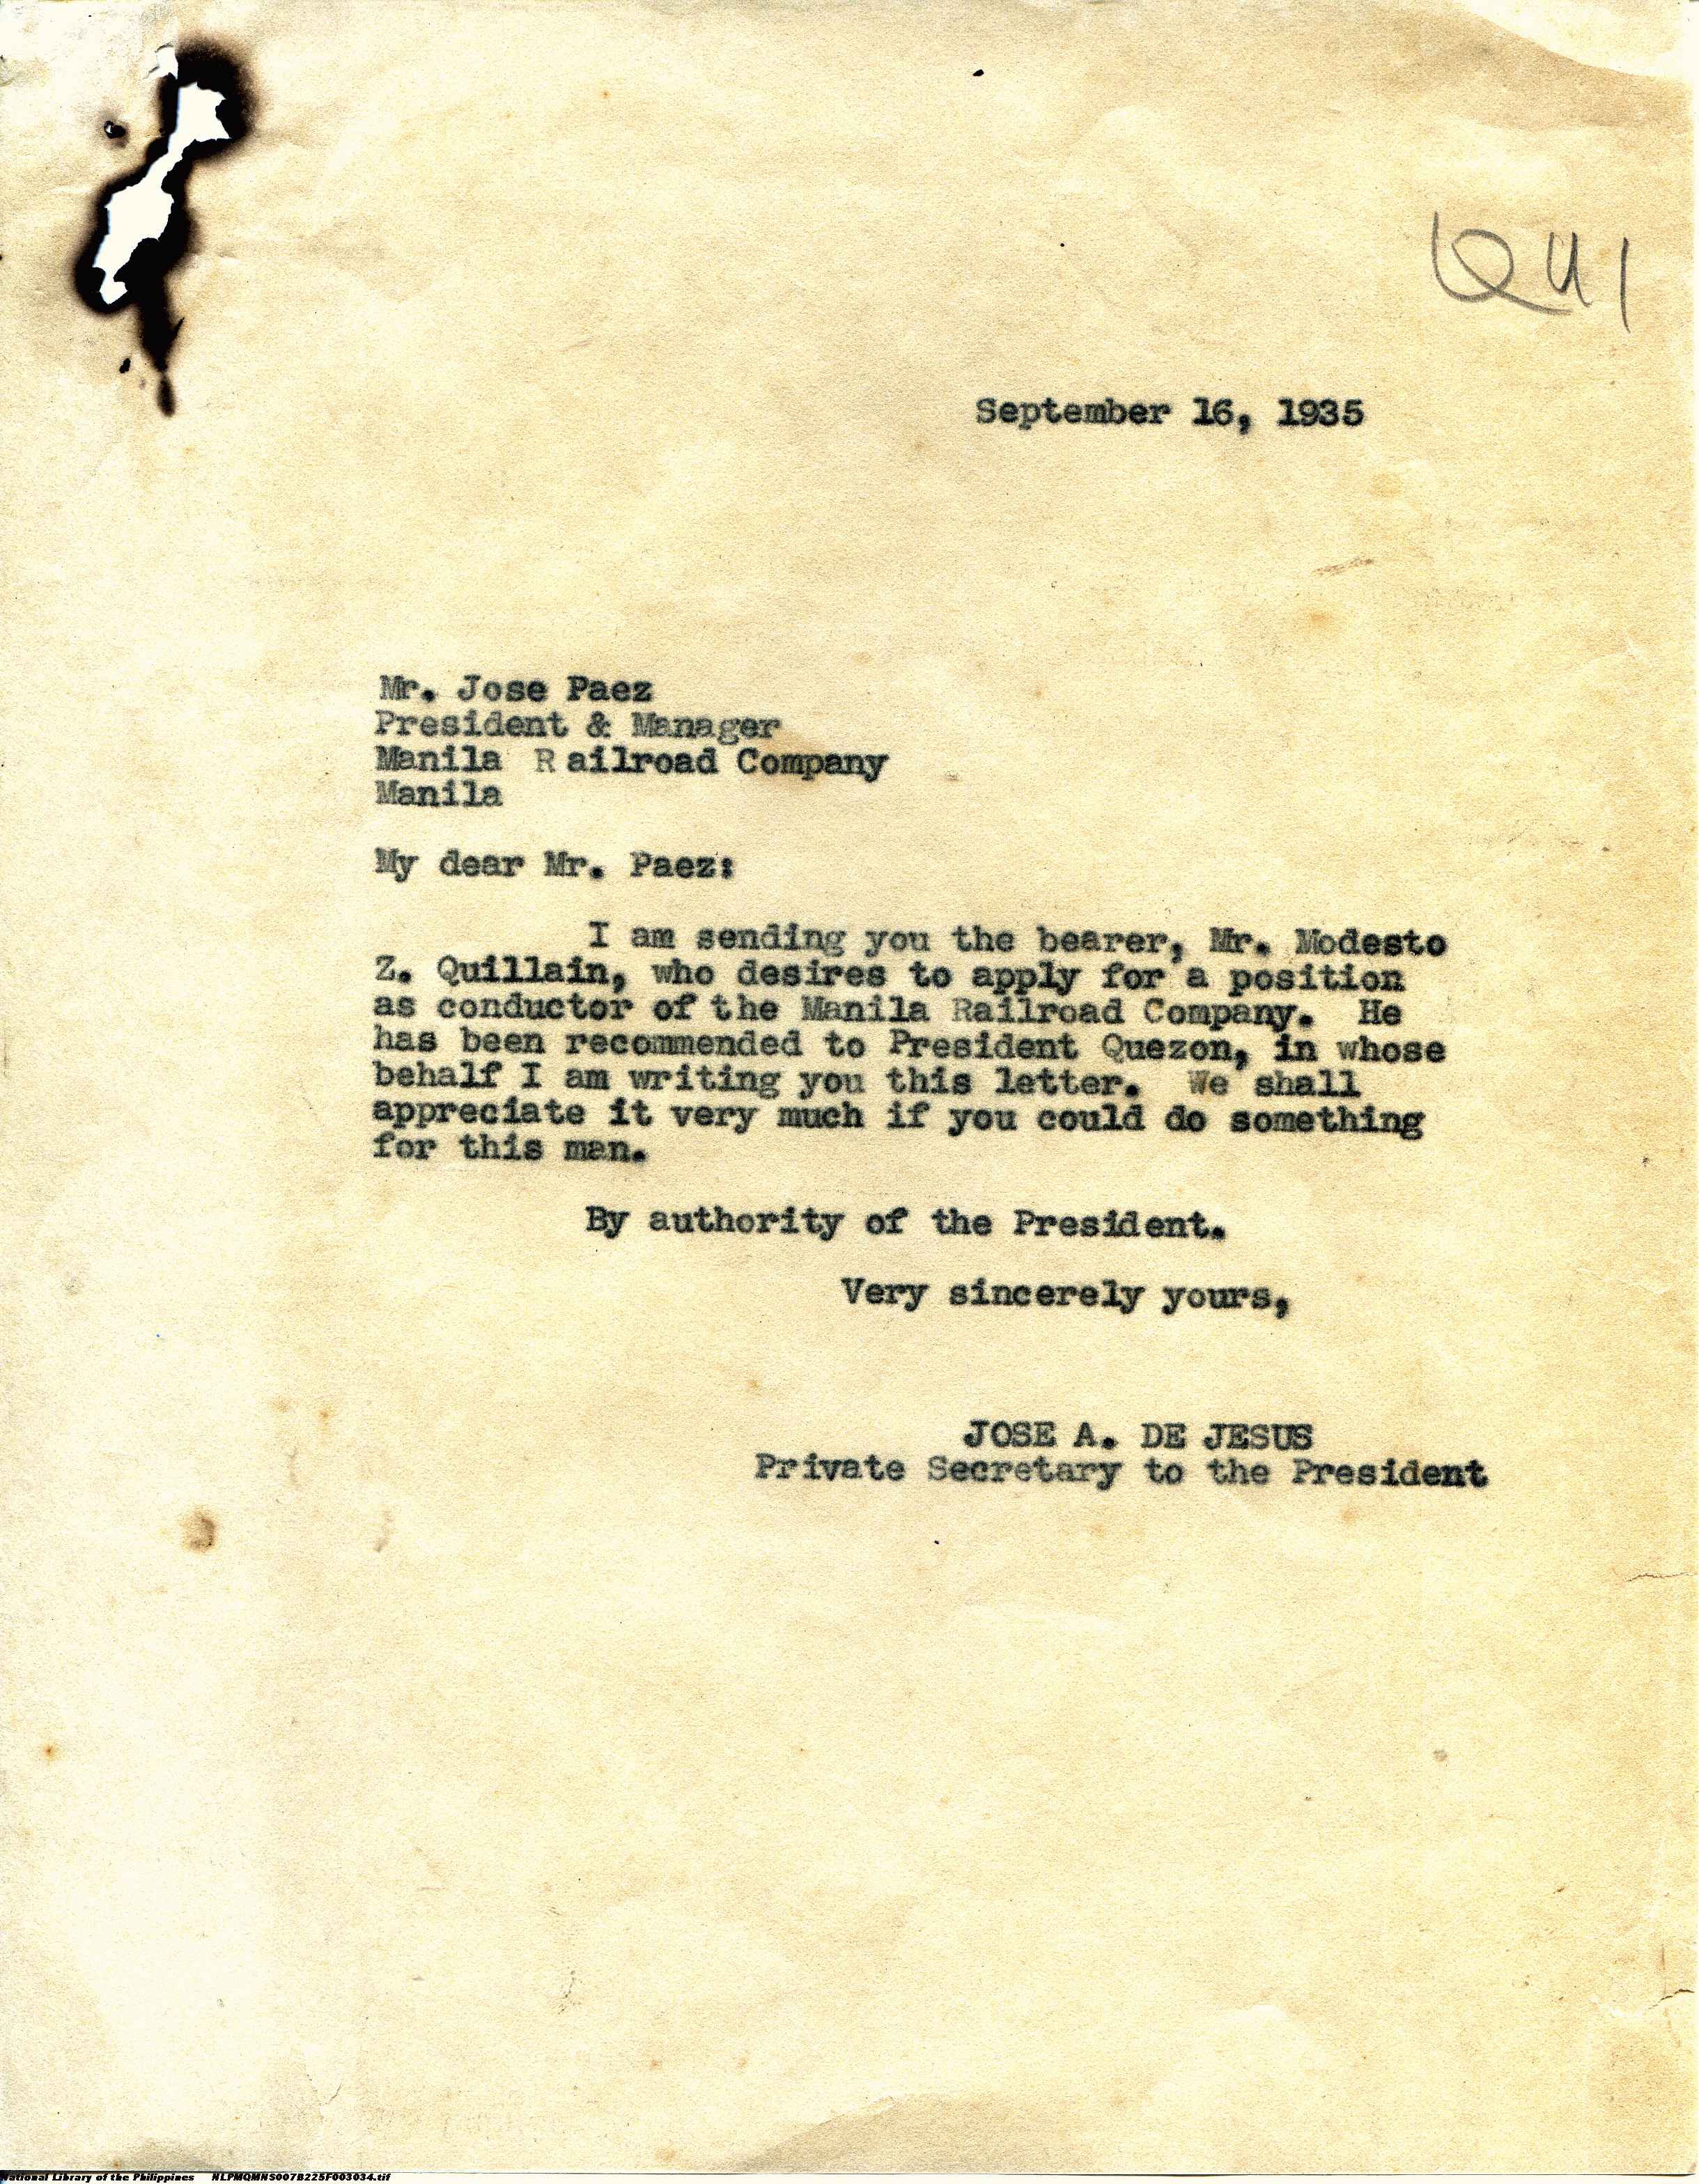 Qui
September 16, 1935
Mr. Jose Paez
President & Manager
Manila Railroad Company
Manila
My dear Mr. Paez:
I am sending you the bearer, Mr. Modesto
Z. Quillain, who desires to apply for a position
as conductor of the Manila Railroad Company. He
has been recommended to President Quezon, in whose
behalf I am writing you this letter. We shall
appreciate it very much if you could do something
for this man.
By authority of the President.
Very sincerely yours,
JOSE A. DE JESUS
Private Secretary to the President
National Library of the Philippines NLPMQMNS007B225F003034.tif